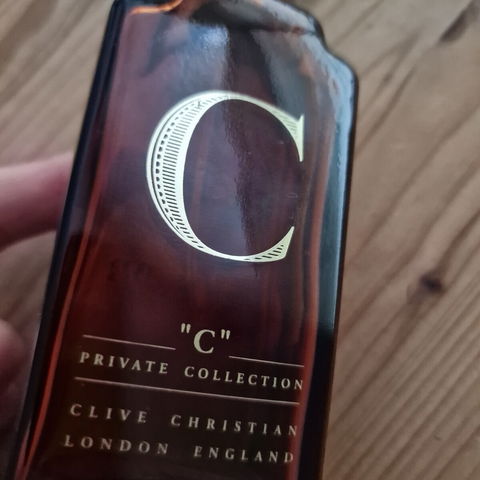 C
"C"
PRIVATE COLLECTION
CLIVE CHRISTIAN
LONDON ENGLAND